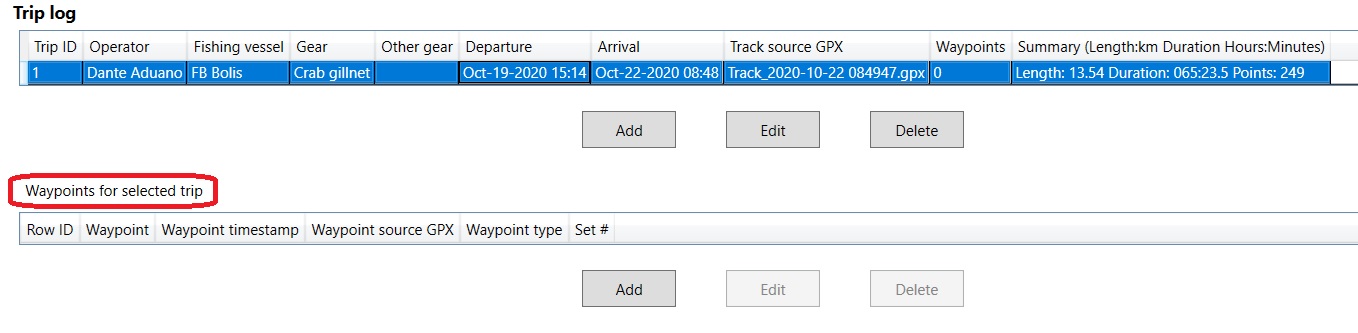 Trip log
Trip ID Operator Fishing vessel Gear Other gear Departure Arrival Track source GPX Waypoints Summary (Length:km Duration Hours:Minutes)
1 Dante Aduano FB Bolis Crab gillnet Oct-19-2020 15:14 Oct-22-2020 08:48 Track_2020-10-22 084947.gpx 0 Length: 13.54 Duration: 065:23.5 Points: 249
Add Edit Delete
Waypoints for selected trip
Row ID Waypoint Waypoint timestamp Waypoint source GPX Waypoint type Set #
Add Edit Delete